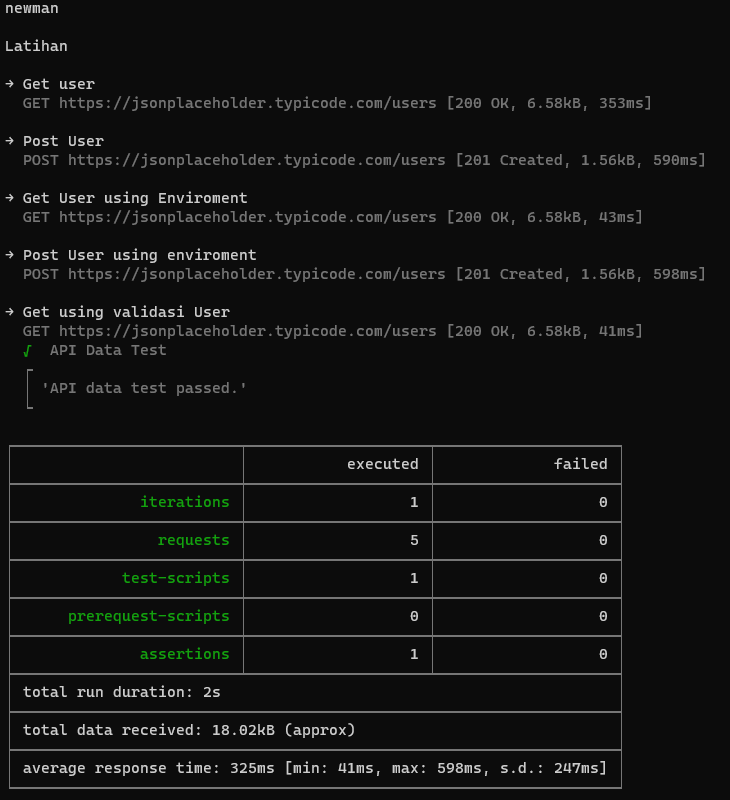 newman
Latihan
→ Get user
GET https://jsonplaceholder.typicode.com/users [200 OK, 6.58kB, 353ms]
→ Post User
POST https://jsonplaceholder.typicode.com/users [201 Created, 1.56kB, 590ms]
→ Get User using Enviroment
GET https://jsonplaceholder.typicode.com/users [200 OK, 6.58kB, 43ms]
→ Post User using enviroment
POST https://jsonplaceholder.typicode.com/users [201 Created, 1.56kB, 598ms]
→ Get using validasi User
GET https://jsonplaceholder.typicode.com/users [200 OK, 6.58kB, 41ms]
√ API Data Test
'API data test passed.'
executed failed
iterations 1 0
requests 5 0
test-scripts 1 0
prerequest-scripts 0 0
assertions 1 0
total run duration: 2s
total data received: 18.02kB (approx)
average response time: 325ms [min: 41ms, max: 598ms, s.d.: 247ms]